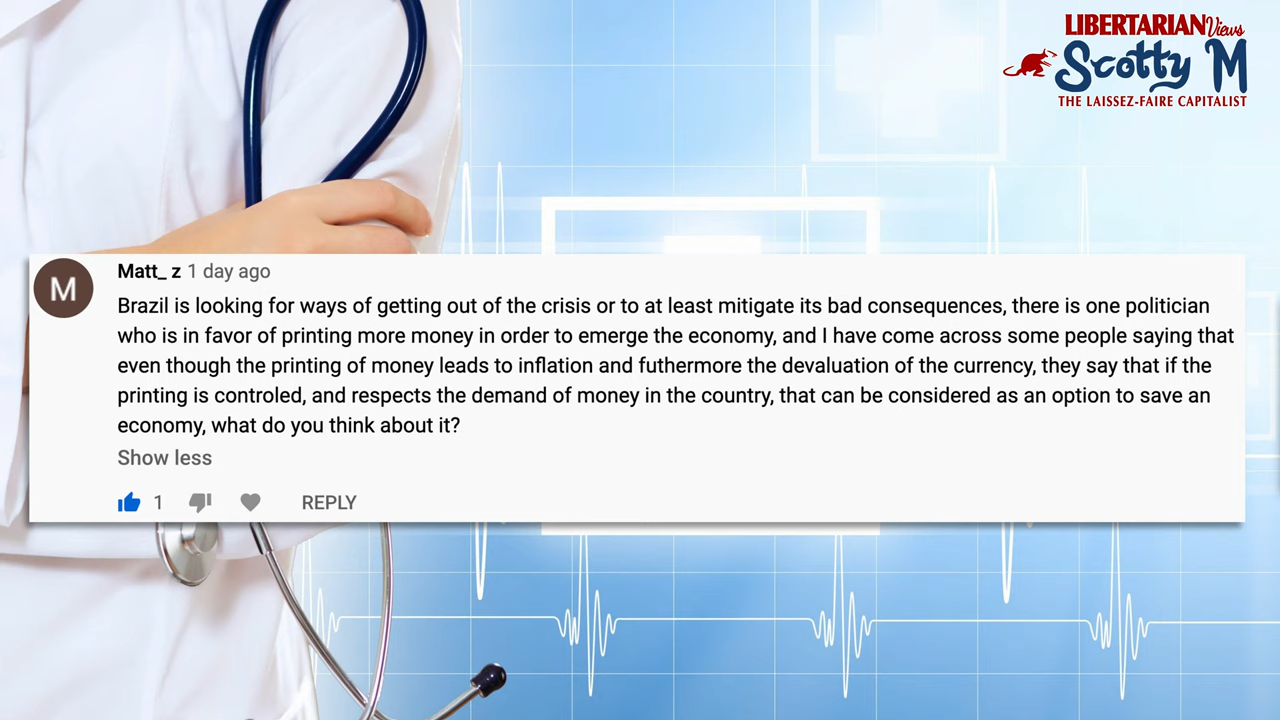 LIBERTARIAN Views
Scotty M
THE LAISSEZ-FAIRE CAPITALIST
M
Matt_ z 1 day ago
Brazil is looking for ways of getting out of the crisis or to at least mitigate its bad consequences, there is one politician
who is in favor of printing more money in order to emerge the economy, and I have come across some people saying that
even though the printing of money leads to inflation and futhermore the devaluation of the currency, they say that if the
printing is controled, and respects the demand of money in the country, that can be considered as an option to save an
economy, what do you think about it?
Show less
1
REPLY